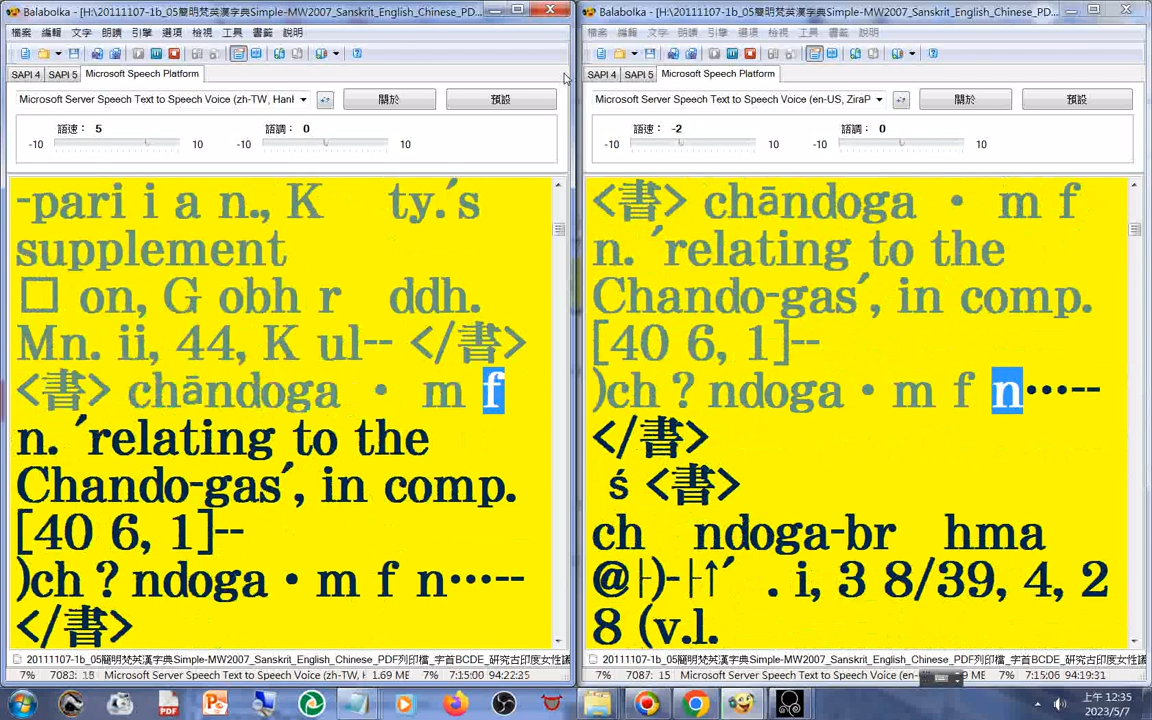 Balabolka - [H:\20111107-1b_05簡明梵英漢字典Simple-MW2007_Sanskrit_English_Chinese_PD...
檔案 編輯 文字 朗讀 引擎 選項 檢視 工具 書籤 說明
SAPI 4 SAPI 5 Microsoft Speech Platform
Microsoft Server Speech Text to Speech Voice (zh-TW, HanI 關於 預設
語速： 5 語調： 0
-10 10 -10 10
-pari i a n., K ty.´s
supplement
□ on, G obh r ddh.
Mn. ii, 44, K ul-- </書>
<書> chāndoga • m f
n. ´relating to the
Chando-gas´, in comp.
[40 6, 1]--
)ch ? ndoga • m f n…--
</書>
20111107-1b_05簡明梵英漢字典Simple-MW2007_Sanskrit_English_Chinese_PDF列印檔_字首BCDE_研究古印度女性議
7% 7083: 18 Microsoft Server Speech Text to Speech Voice (zh-TW, H 1.69 MB 7% 7:15:00 94:22:25
Balabolka - [H:\20111107-1b_05簡明梵英漢字典Simple-MW2007_Sanskrit_English_Chinese_PD...
檔案 編輯 文字 朗讀 引擎 選項 檢視 工具 書籤 說明
SAPI 4 SAPI 5 Microsoft Speech Platform
Microsoft Server Speech Text to Speech Voice (en-US, ZiraP 關於 預設
語速： -2 語調： 0
-10 10 -10 10
<書> chāndoga • m f
n. ´relating to the
Chando-gas´, in comp.
[40 6, 1]--
)ch ? ndoga • m f n…--
</書>
ś <書>
ch ndoga-br hma
@├)-├↑´ . i, 3 8/39, 4, 2
8 (v.l.
20111107-1b_05簡明梵英漢字典Simple-MW2007_Sanskrit_English_Chinese_PDF列印檔_字首BCDE_研究古印度女性議
7% 7087: 15 Microsoft Server Speech Text to Speech Voice (en-us 7% 7:15:06 94:19:31
上午 12:35
2023/5/7